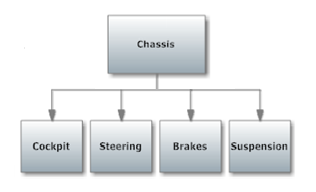 Chassis
Cockpit
Steering
Brakes
Suspension